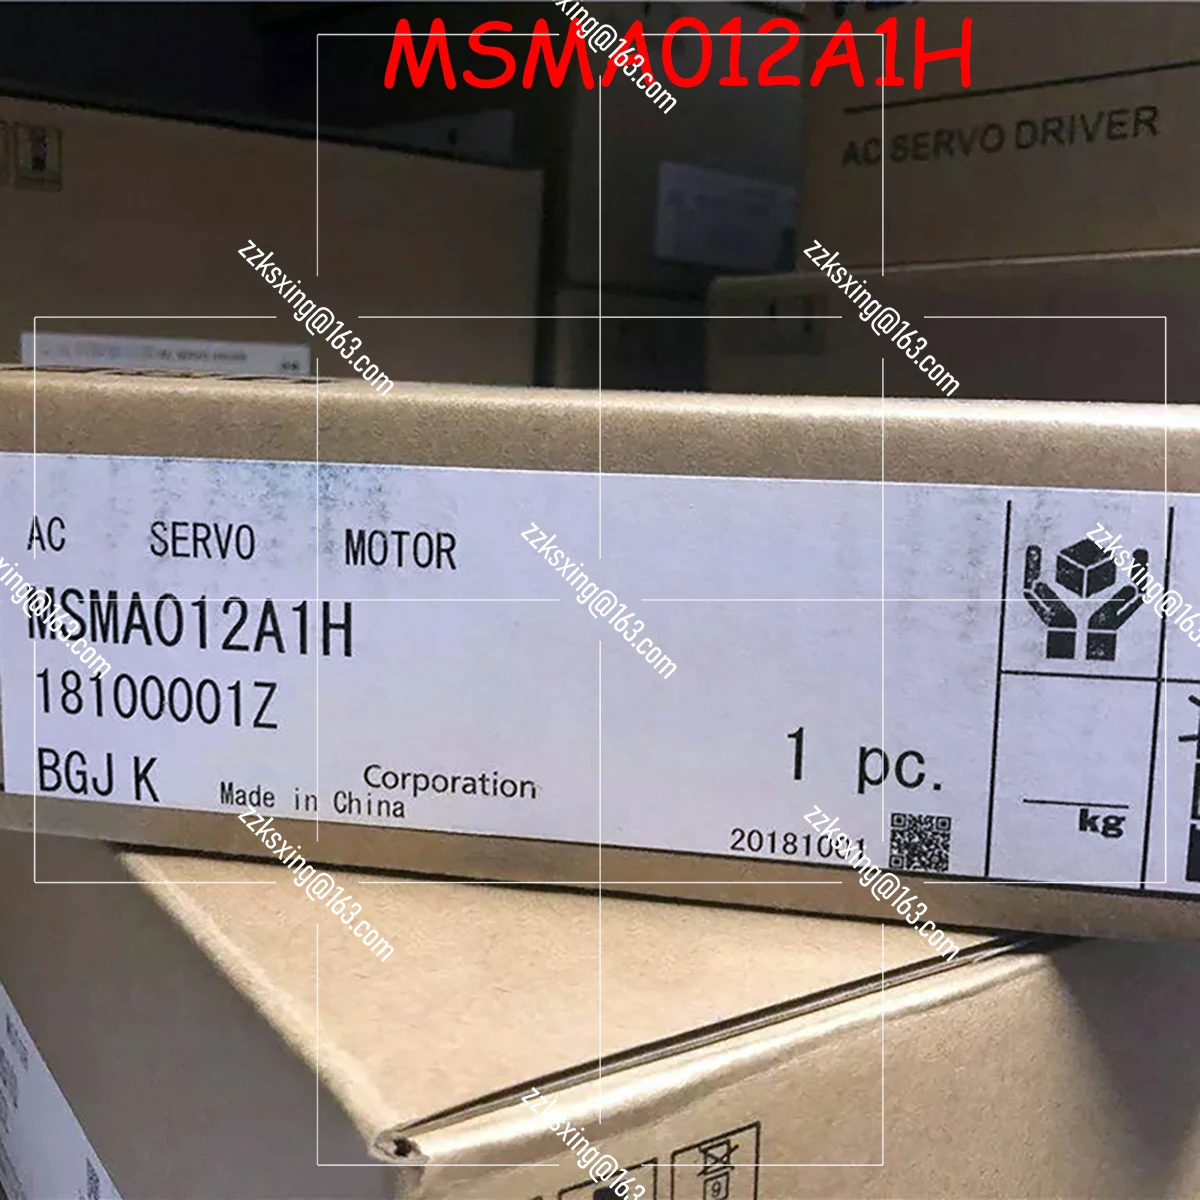 MSMA012A1H
AC SERVO DRIVER
AC SERVO MOTOR
MSMA012A1H
18100001Z
BGJ K
Corporation
Made in China
1 pc.
kg
9
zzksxing@163.com
zzksxing@163.com
zzksxing@163.com
zzksxing@163.com
zzksxing@163.com